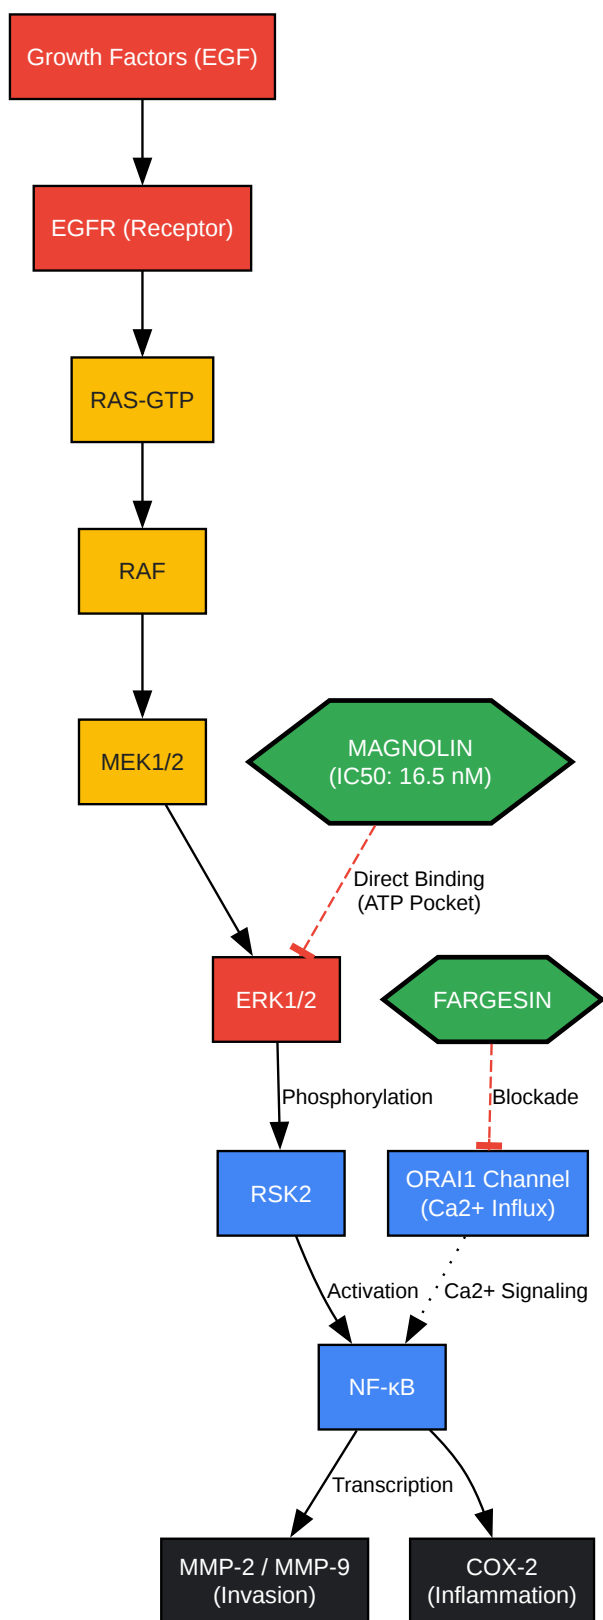 Growth Factors (EGF)
EGFR (Receptor)
RAS-GTP
RAF
MEK1/2
MAGNOLIN
(IC50: 16.5 nM)
Direct Binding
(ATP Pocket)
ERK1/2
FARGESIN
Phosphorylation
Blockade
RSK2
ORAI1 Channel
(Ca2+ Influx)
Activation
Ca2+ Signaling
NF-κB
Transcription
MMP-2 / MMP-9
(Invasion)
COX-2
(Inflammation)